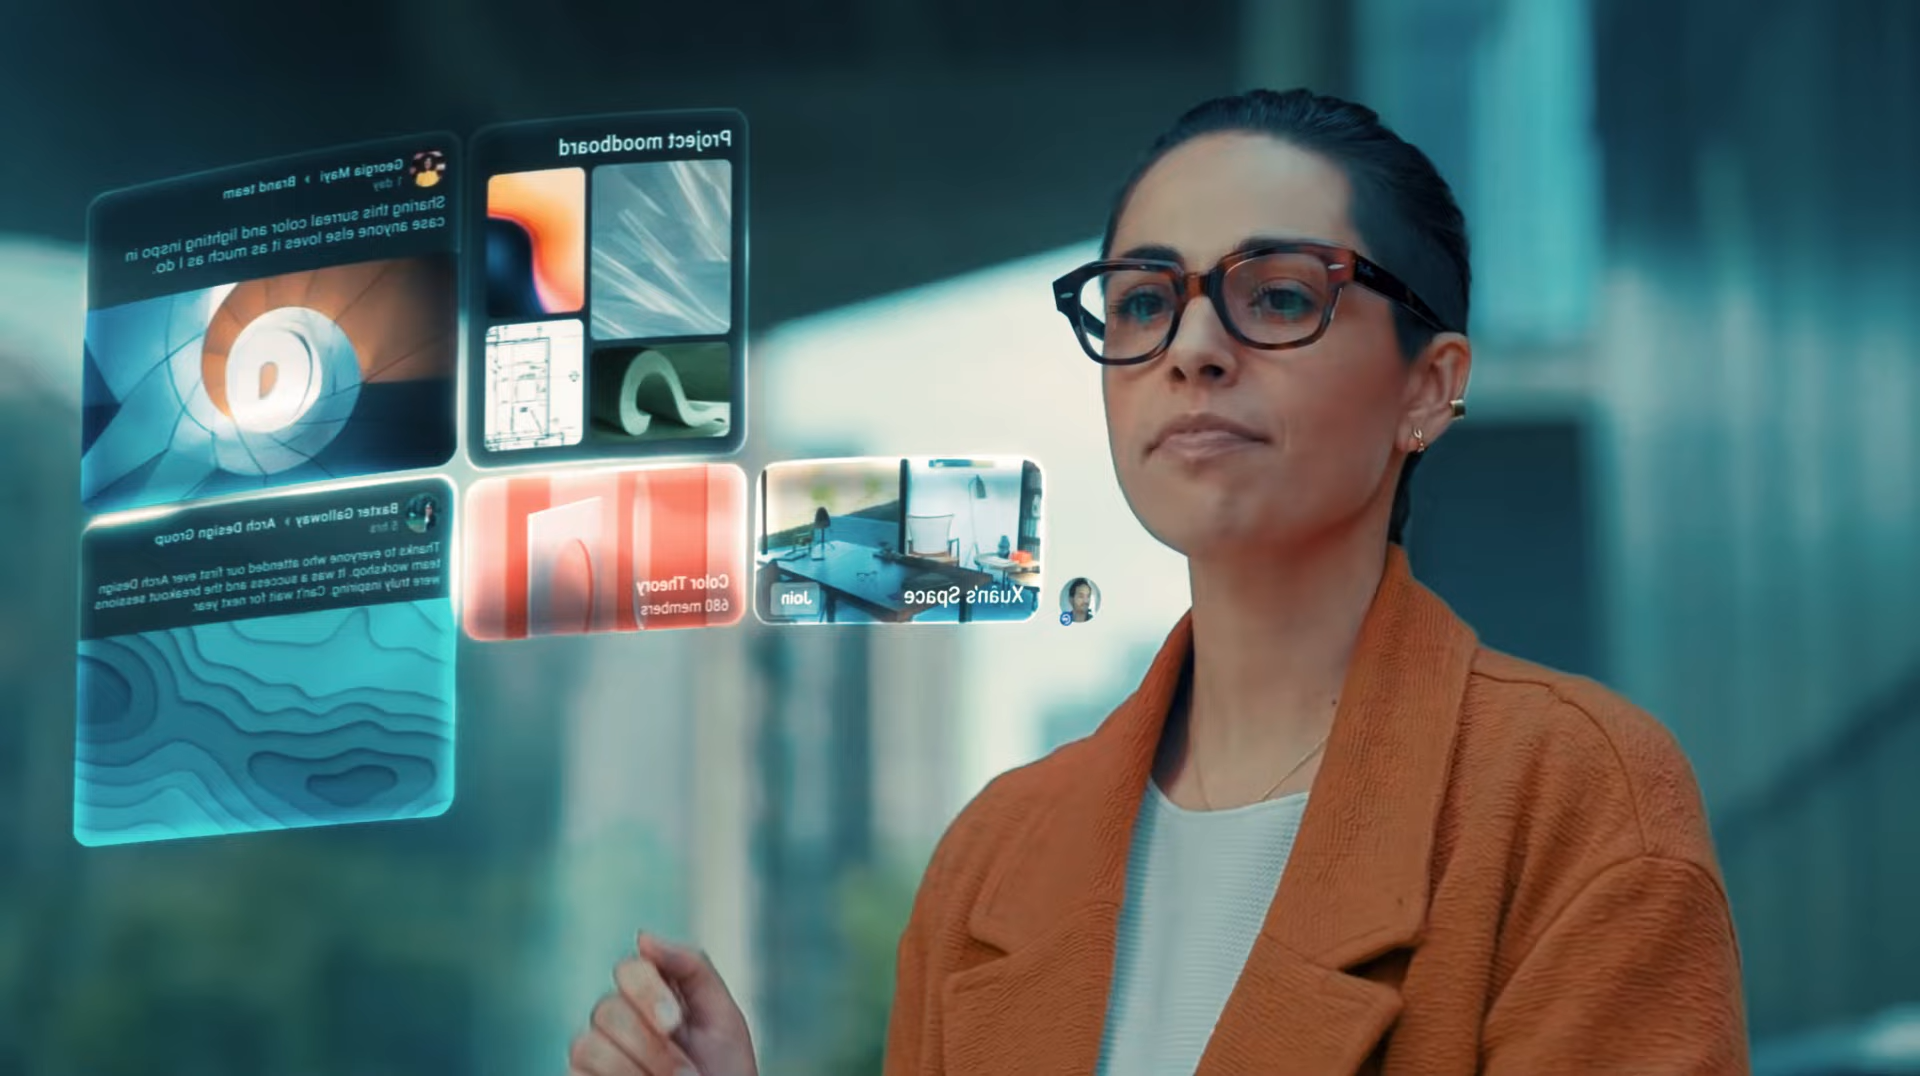 Project moodboard
Georgia Mayi › Brand team
1 day
Sharing this surreal color and lighting inspo in
case anyone else loves it as much as I do.
Baxter Galloway › Arch Design Group
5 hrs
Thanks to everyone who attended our first ever Arch Design
team workshop. It was a success and the breakout sessions
were truly inspiring. Can't wait for next year.
Color Theory
680 members
Xuân's Space
Join